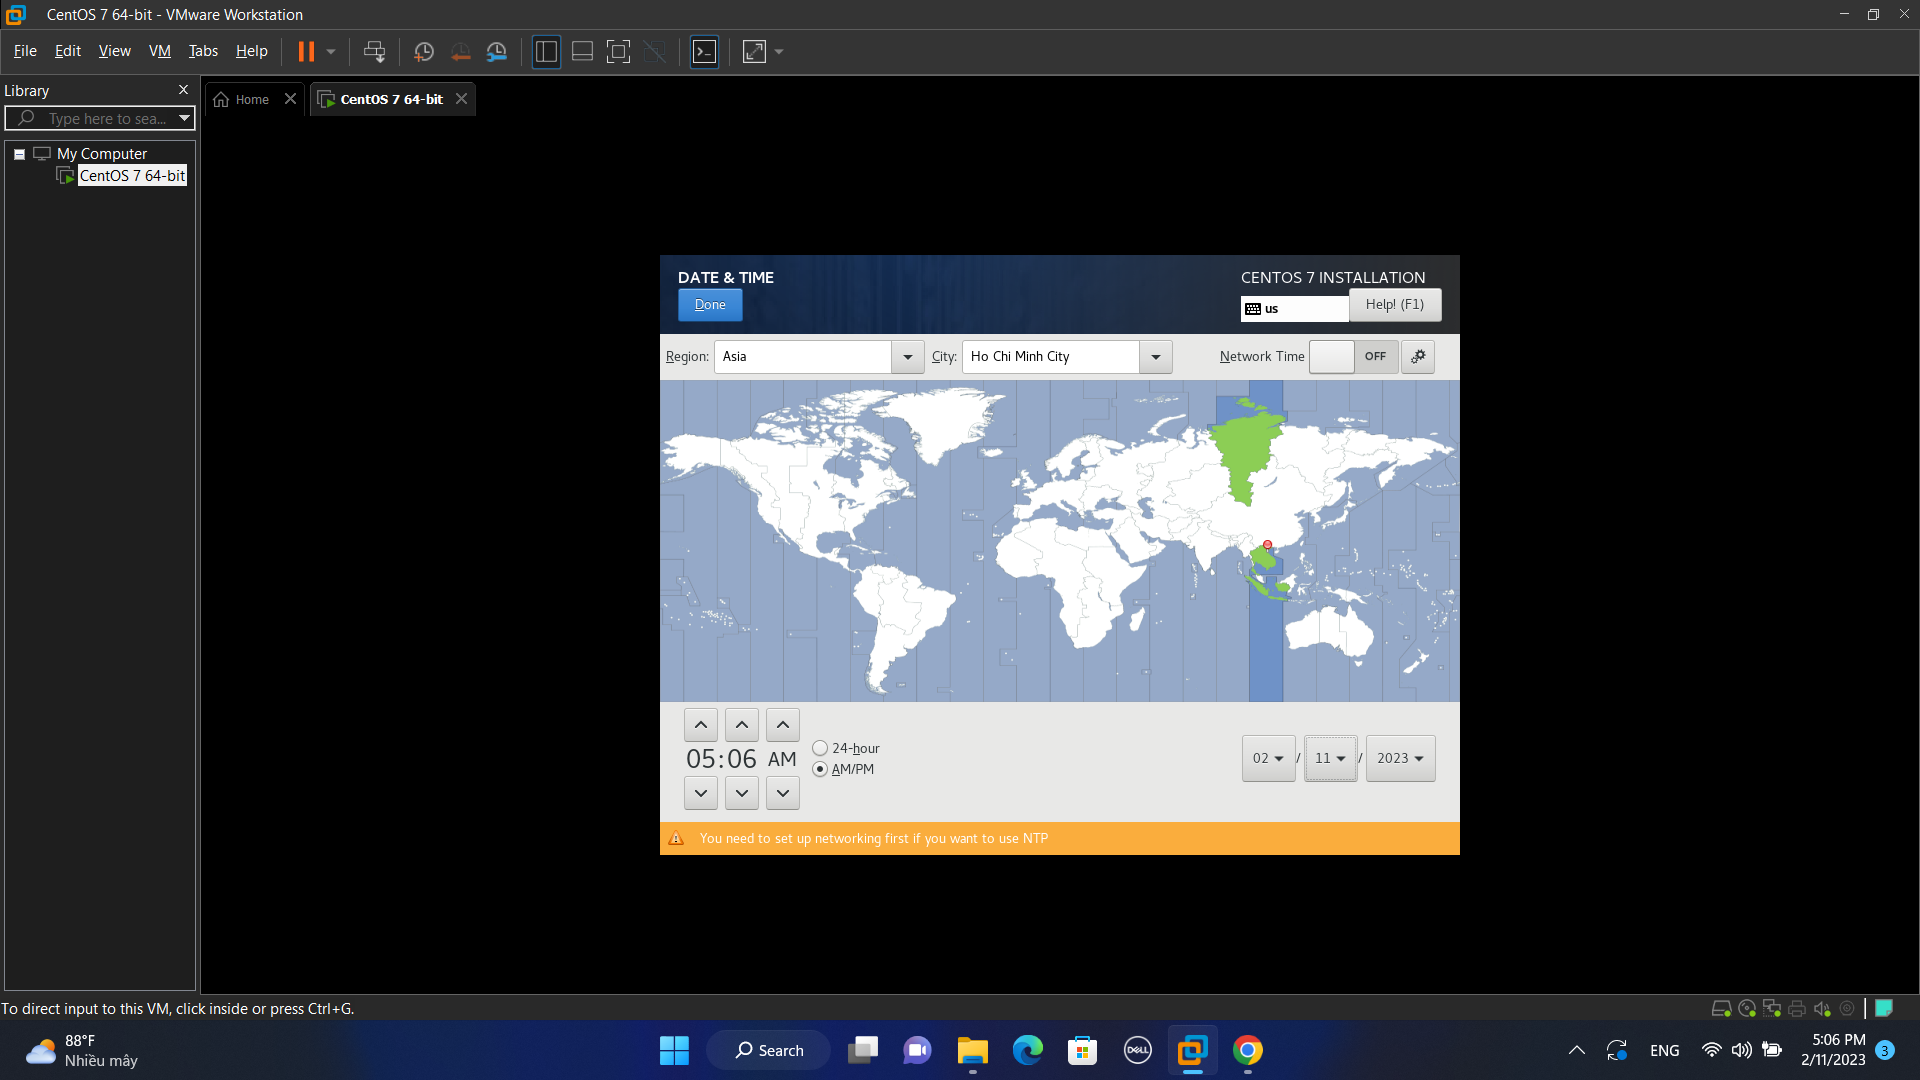 CentOS 7 64-bit - VMware Workstation
File Edit View VM Tabs Help
Library
Home
CentOS 7 64-bit
Type here to sea...
My Computer
CentOS 7 64-bit
DATE & TIME
CENTOS 7 INSTALLATION
Done
us
Help! (F1)
Region: Asia City: Ho Chi Minh City Network Time OFF
05:06 AM
24-hour
AM/PM
02 / 11 / 2023
You need to set up networking first if you want to use NTP
To direct input to this VM, click inside or press Ctrl+G.
88°F
Nhiều mây
Search
DELL
ENG
5:06 PM
2/11/2023
3